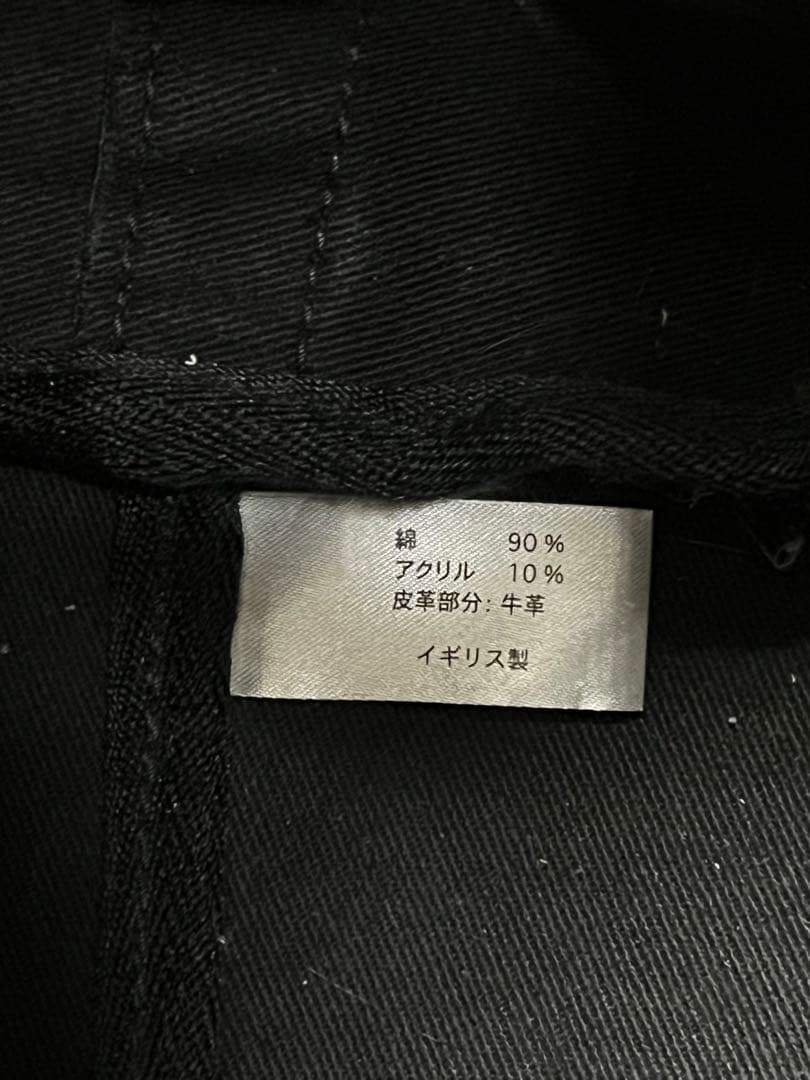 綿 90%
アクリル 10%
皮革部分: 牛革
イギリス製